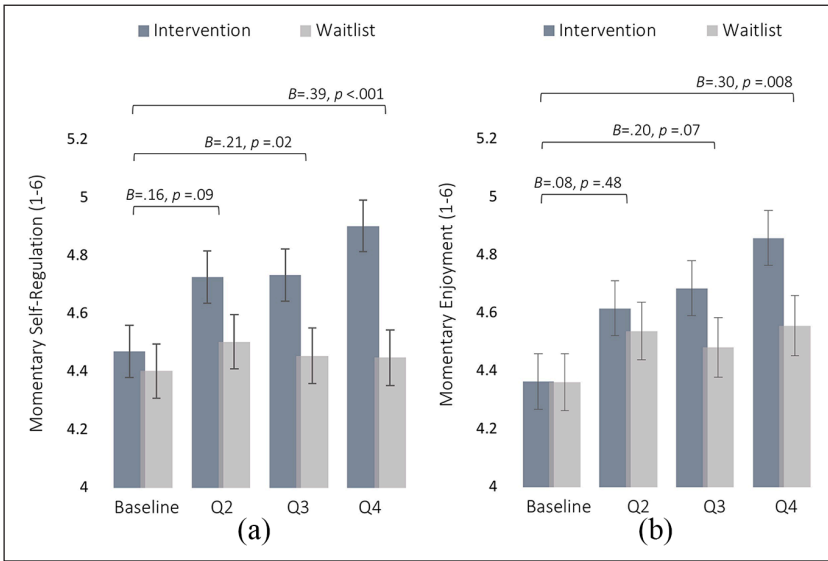 Intervention Waitlist
B=.39, p <.001
5.2
B=.21, p =.02
5
B=.16, p =.09
4.8
4.6
4.4
4.2
4
Momentary Self-Regulation (1-6)
Baseline Q2 Q3 Q4
(a)
Intervention Waitlist
B=.30, p =.008
5.2
B=.20, p =.07
5
B=.08, p =.48
4.8
4.6
4.4
4.2
4
Momentary Enjoyment (1-6)
Baseline Q2 Q3 Q4
(b)